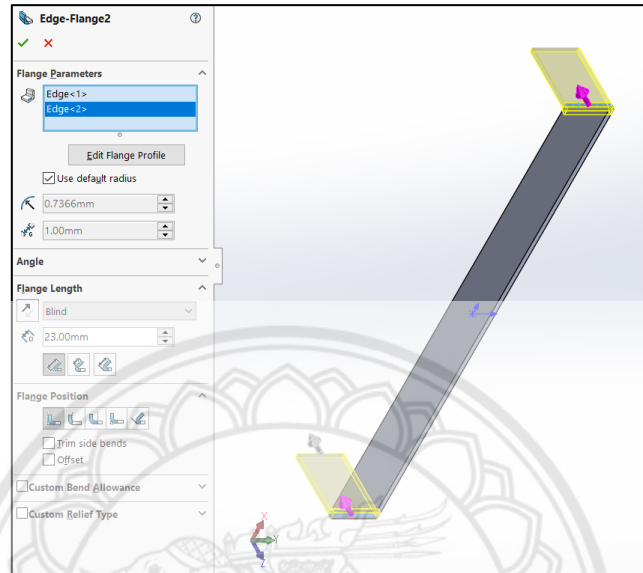 Edge-Flange2
Flange Parameters
Edge<1>
Edge<2>
Edit Flange Profile
Use default radius
0.7366mm
1.00mm
Angle
Flange Length
Blind
23.00mm
Flange Position
Trim side bends
Offset
Custom Bend Allowance
Custom Relief Type
X
Y
Z